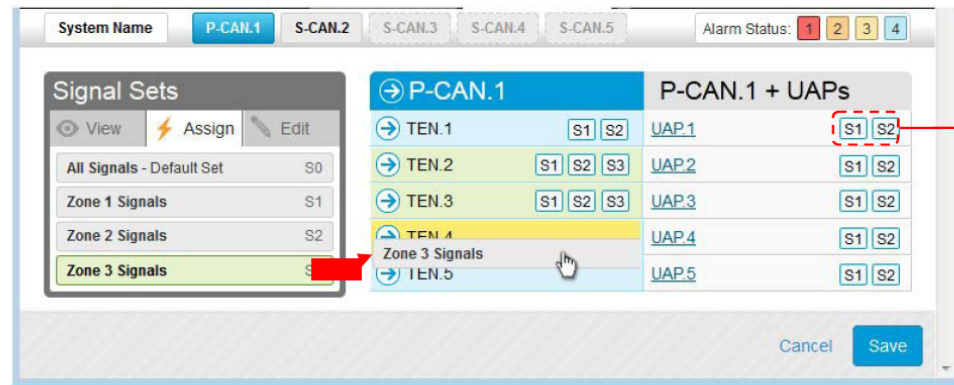 System Name P-CAN.1 S-CAN.2 S-CAN.3 S-CAN.4 S-CAN.5 Alarm Status: 1 2 3 4
Signal Sets
View Assign Edit
All Signals - Default Set S0
Zone 1 Signals S1
Zone 2 Signals S2
Zone 3 Signals
P-CAN.1 P-CAN.1 + UAPs
TEN.1 S1 S2 UAP.1 S1 S2
TEN.2 S1 S2 S3 UAP.2 S1 S2
TEN.3 S1 S2 S3 UAP.3 S1 S2
TEN.4 UAP.4 S1 S2
Zone 3 Signals
TEN.5 UAP.5 S1 S2
Cancel Save